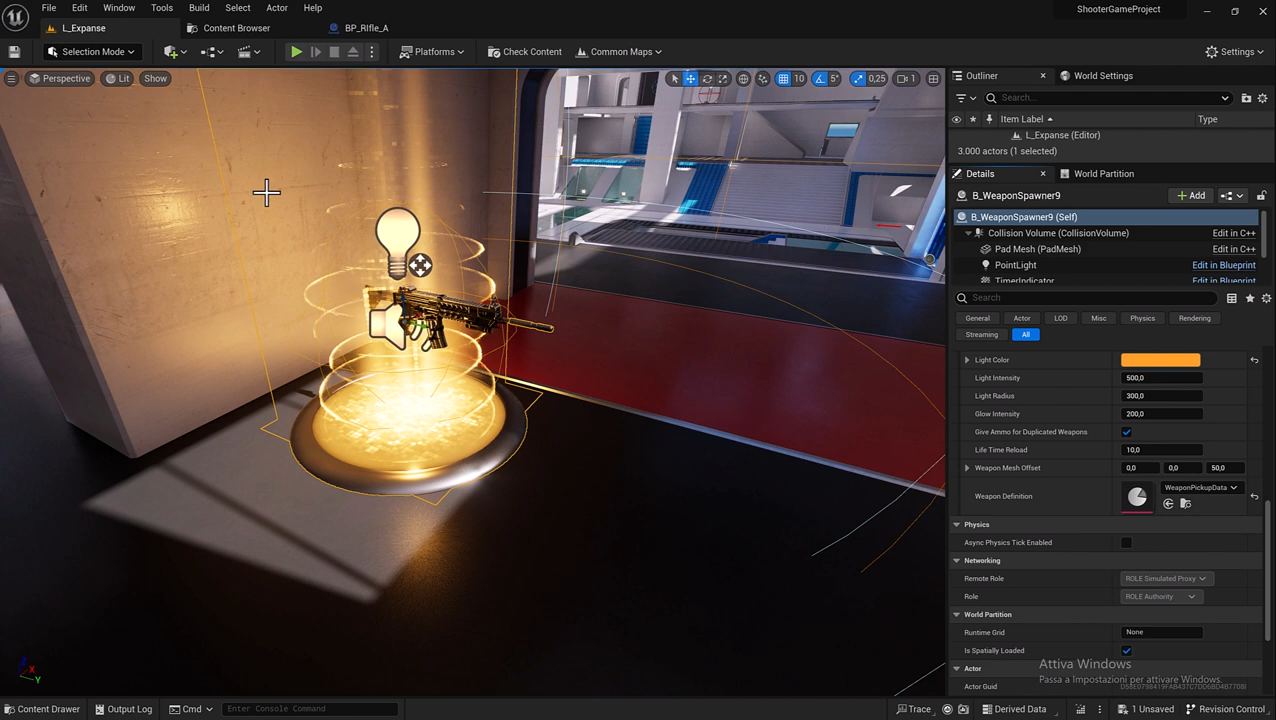 File Edit Window Tools Build Select Actor Help
ShooterGameProject
L_Expanse Content Browser BP_Rifle_A
Selection Mode Platforms Check Content Common Maps Settings
Perspective Lit Show 10 5° 0,25 1
Outliner World Settings
Search...
Item Label Type
L_Expanse (Editor)
3.000 actors (1 selected)
Details World Partition
B_WeaponSpawner9 Add
B_WeaponSpawner9 (Self)
Collision Volume (CollisionVolume) Edit in C++
Pad Mesh (PadMesh) Edit in C++
PointLight Edit in Blueprint
TimerIndicator Edit in Blueprint
Search
General Actor LOD Misc Physics Rendering
Streaming All
Light Color
Light Intensity 500,0
Light Radius 300,0
Glow Intensity 200,0
Give Ammo for Duplicated Weapons
Life Time Reload 10,0
Weapon Mesh Offset 0,0 0,0 50,0
Weapon Definition WeaponPickupData
Physics
Async Physics Tick Enabled
Networking
Remote Role ROLE Simulated Proxy
Role ROLE Authority
World Partition
Runtime Grid None
Is Spatially Loaded
Attiva Windows
Passa a Impostazioni per attivare Windows.
Actor
Actor Guid
Content Drawer Output Log Cmd Enter Console Command Trace Derived Data 1 Unsaved Revision Control